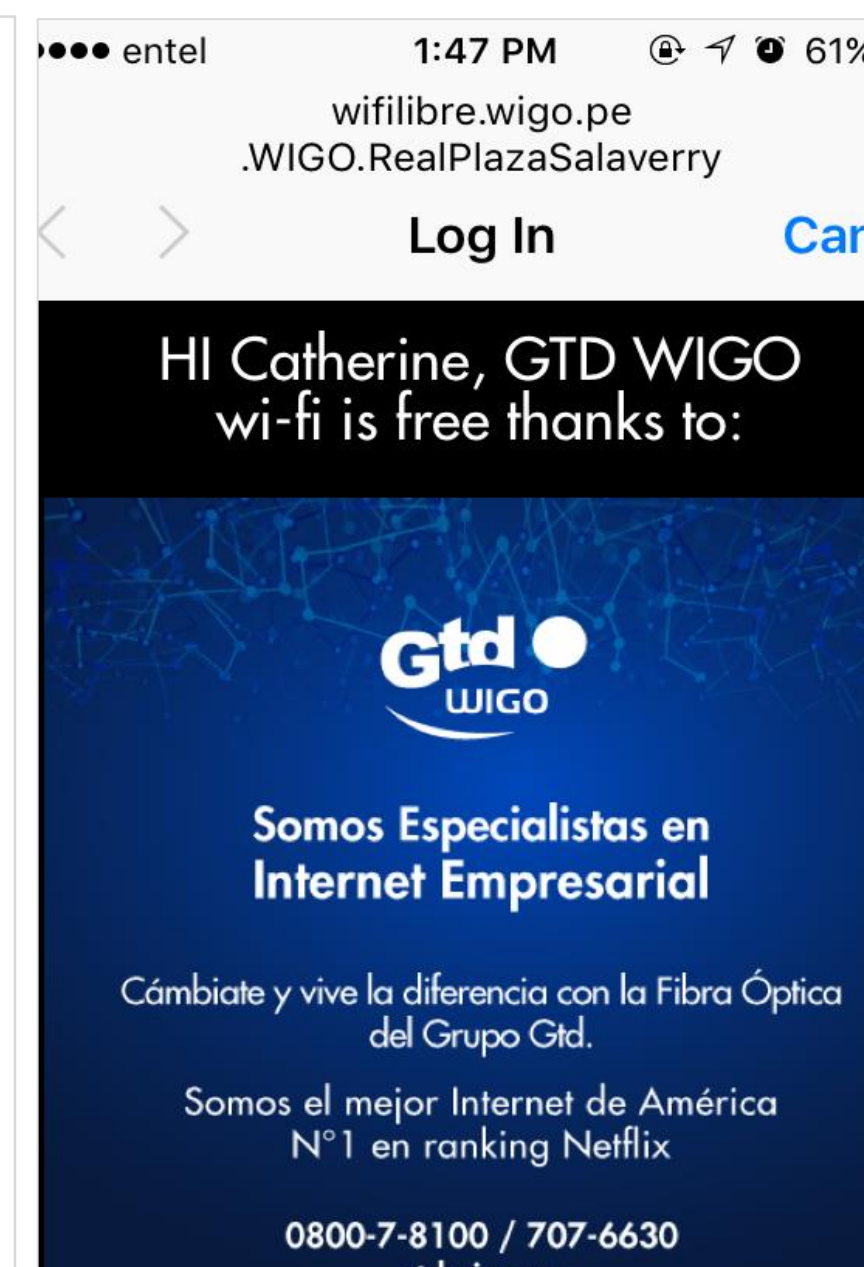 entel 1:47 PM 61%
wifilibre.wigo.pe
.WIGO.RealPlazaSalaverry
Log In
HI Catherine, GTD WIGO
wi-fi is free thanks to:
Gtd
WIGO
Somos Especialistas en
Internet Empresarial
Cámbiate y vive la diferencia con la Fibra Óptica
del Grupo Gtd.
Somos el mejor Internet de América
N°1 en ranking Netflix
0800-7-8100 / 707-6630